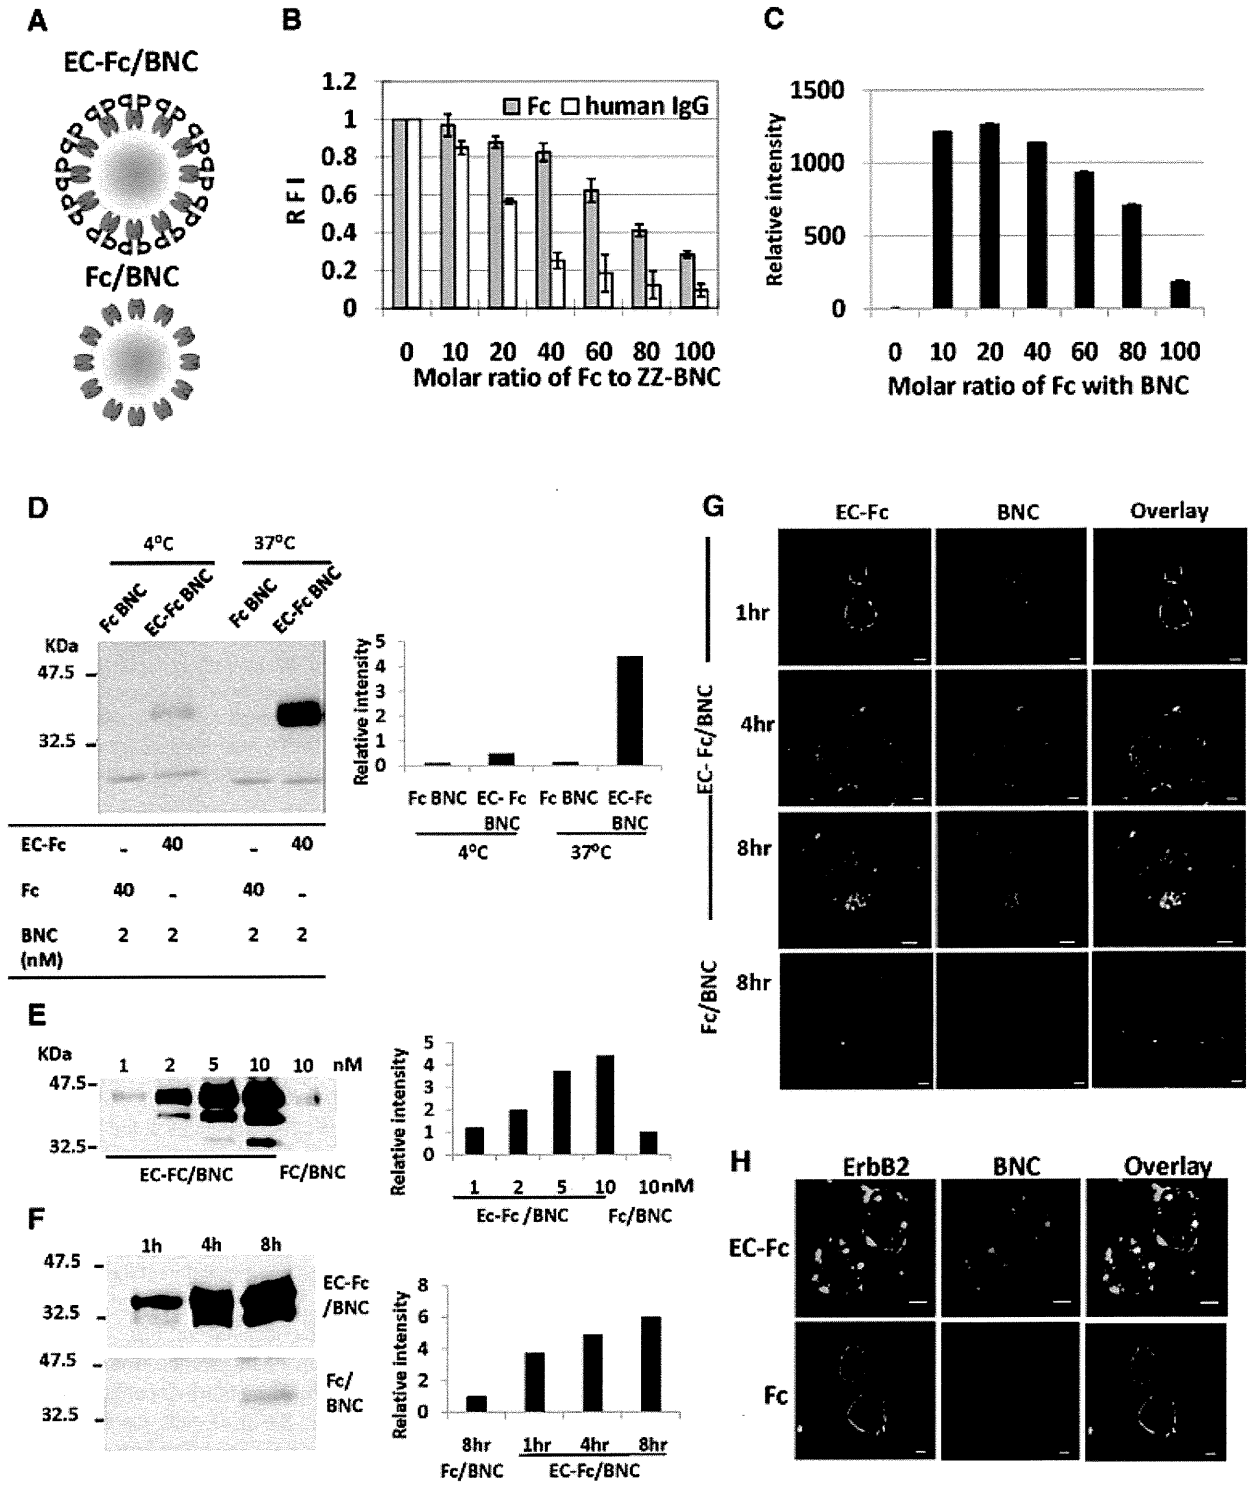 A
EC-Fc/BNC
Fc/BNC
B
1.2
1
0.8
0.6
0.4
0.2
0
R F I
Fc human IgG
0 10 20 40 60 80 100
Molar ratio of Fc to ZZ-BNC
C
1500
1000
500
0
Relative intensity
0 10 20 40 60 80 100
Molar ratio of Fc with BNC
D
4°C 37°C
Fc BNC EC-Fc BNC Fc BNC EC-Fc BNC
KDa
47.5
32.5
EC-Fc - 40 - 40
Fc 40 - 40 -
BNC 2 2 2 2
(nM)
Relative intensity
5
4
3
2
1
0
Fc BNC EC- Fc BNC Fc BNC EC-Fc BNC
4°C 37°C
E
KDa
1 2 5 10 10 nM
47.5
32.5
EC-FC/BNC FC/BNC
Relative intensity
5
4
3
2
1
0
1 2 5 10 10nM
Ec-Fc /BNC Fc/BNC
F
1h 4h 8h
47.5
32.5
EC-Fc
/BNC
47.5
32.5
Fc/
BNC
Relative intensity
8
6
4
2
0
8hr 1hr 4hr 8hr
Fc/BNC EC-Fc/BNC
G
EC-Fc BNC Overlay
1hr
4hr
8hr
8hr
EC- Fc/BNC
Fc/BNC
H
ErbB2 BNC Overlay
EC-Fc
Fc